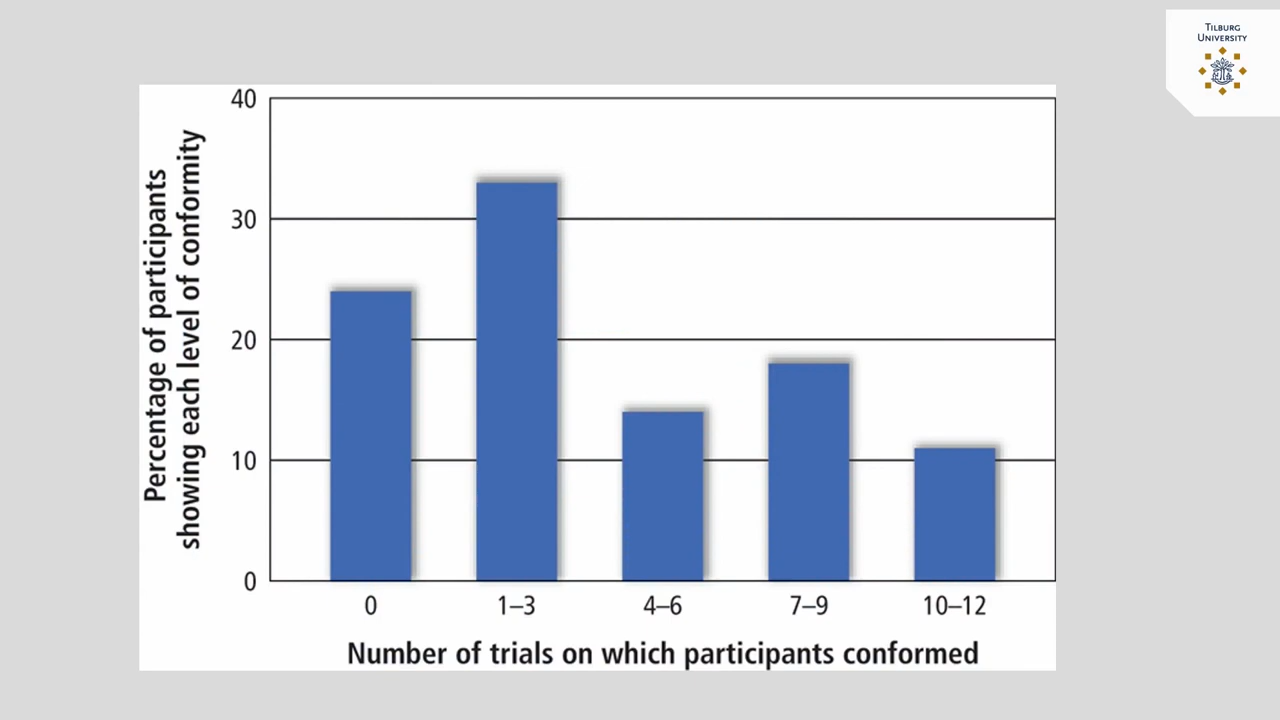 TILBURG
UNIVERSITY
Percentage of participants
showing each level of conformity
40
30
20
10
0
0 1–3 4–6 7–9 10–12
Number of trials on which participants conformed